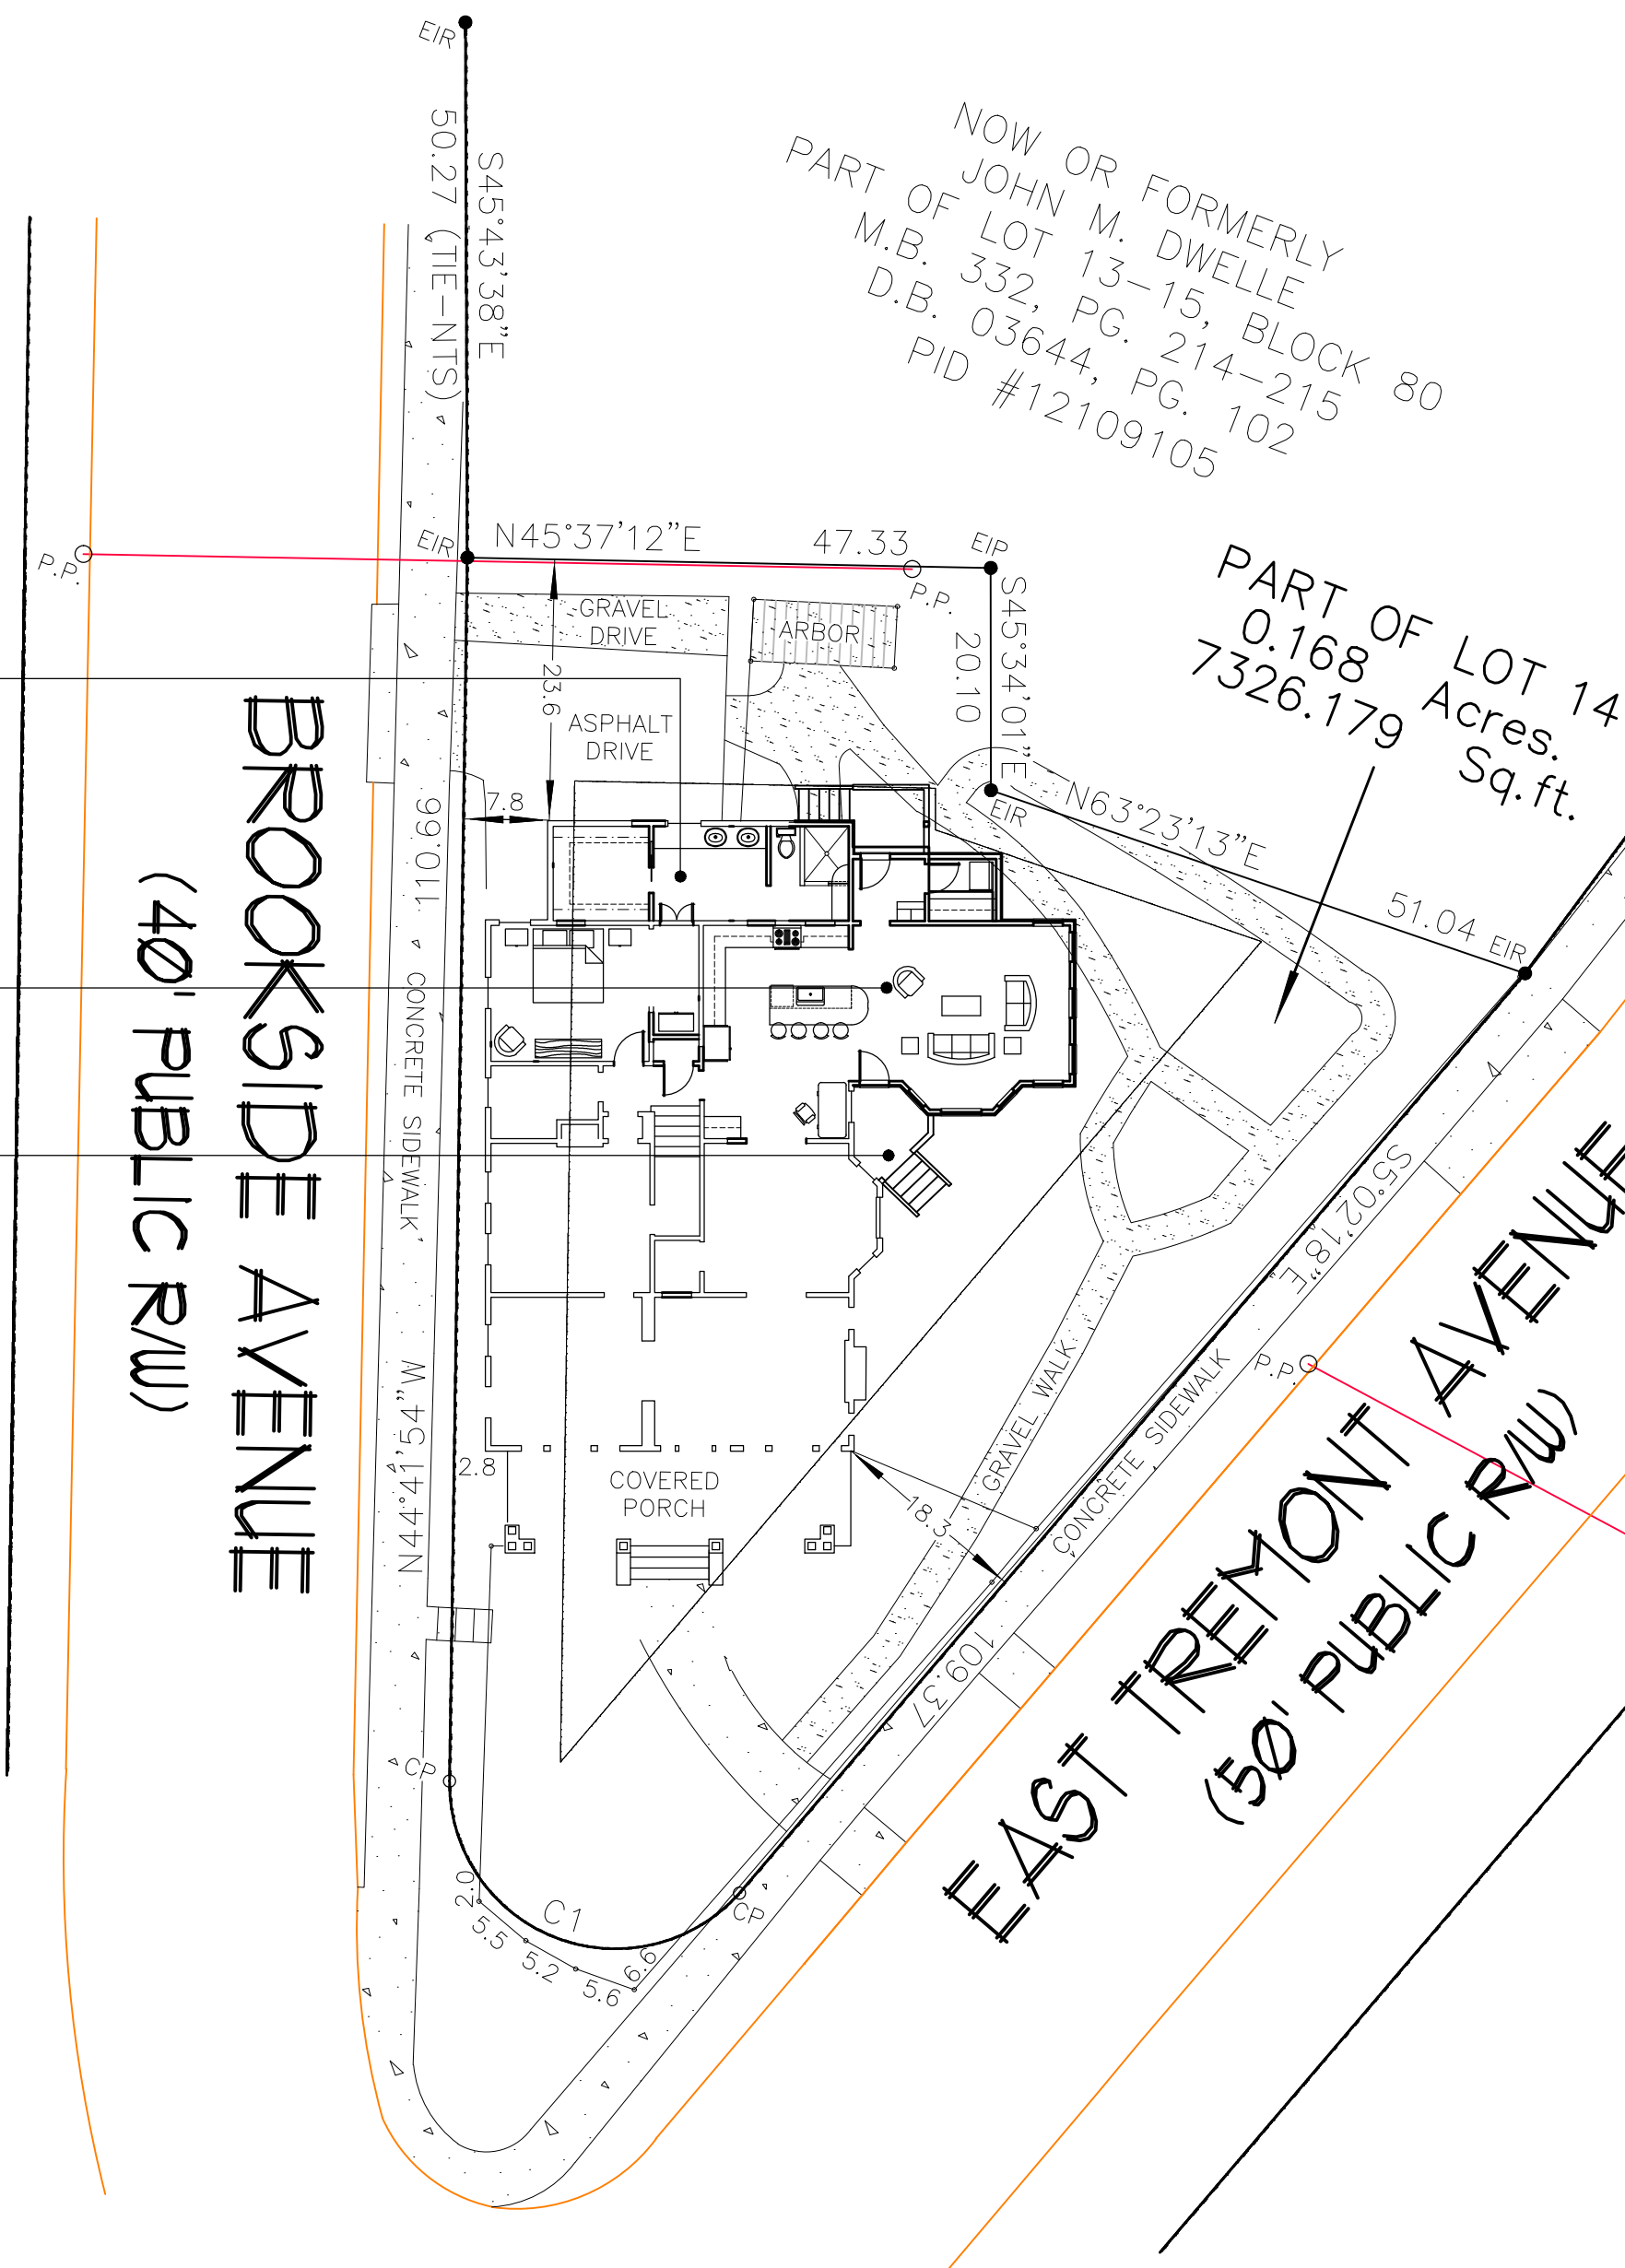 EIR
50.27 (TIE-NTS)
S45°43'38"E
NOW OR FORMERLY
JOHN M. DWELLE
PART OF LOT 13-15, BLOCK 80
M.B. 332, PG. 214-215
D.B. 03644, PG. 102
PID #12109105
P.P.
EIR
N45°37'12"E
47.33
EIP
P.P.
S45°34'01"E
20.10
PART OF LOT 14
0.168 Acres.
7326.179 Sq.ft.
GRAVEL
DRIVE
ARBOR
23.6
ASPHALT
DRIVE
7.8
EIR
N63°23'13"E
51.04
EIR
BROOKSIDE AVENUE
(40' PUBLIC R/W)
110.99
CONCRETE SIDEWALK
N44°41'54" W
S5°02'18"E
109.37
P.P.
GRAVEL WALK
CONCRETE SIDEWALK
EAST TREMONT AVENUE
(50' PUBLIC R/W)
2.8
COVERED
PORCH
18.3
CP
CP
C1
2.0
5.5
5.2
5.6
6.6